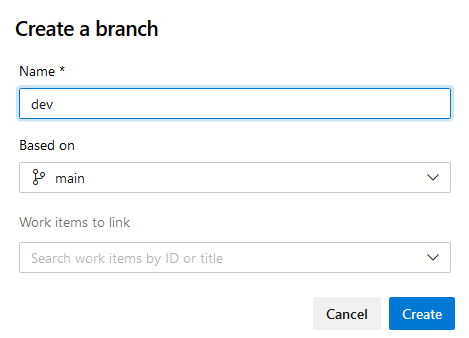 Create a branch
Name *
dev
Based on
main
Work items to link
Search work items by ID or title
Cancel
Create